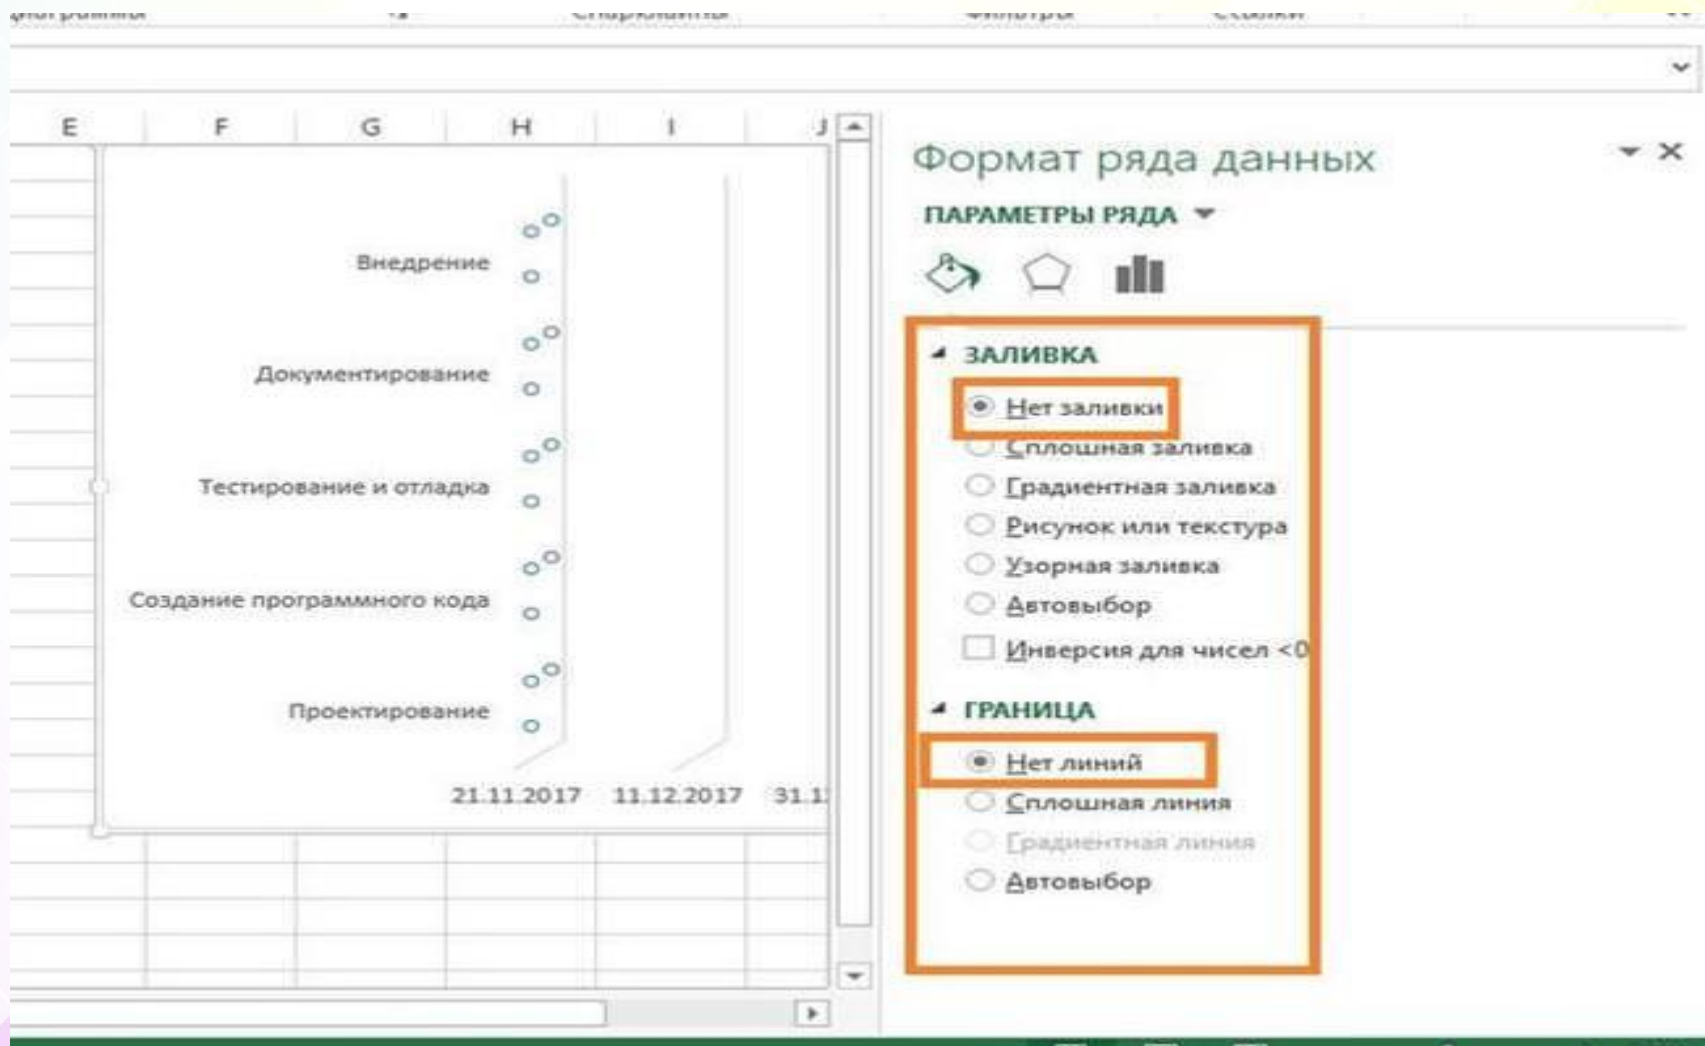 E F G H I J
Формат ряда данных
ПАРАМЕТРЫ РЯДА
Внедрение
Документирование
Тестирование и отладка
Создание программного кода
Проектирование
21.11.2017 11.12.2017
ЗАЛИВКА
Нет заливки
Сплошная заливка
Градиентная заливка
Рисунок или текстура
Узорная заливка
Автовыбор
Инверсия для чисел <0
ГРАНИЦА
Нет линий
Сплошная линия
Градиентная линия
Автовыбор